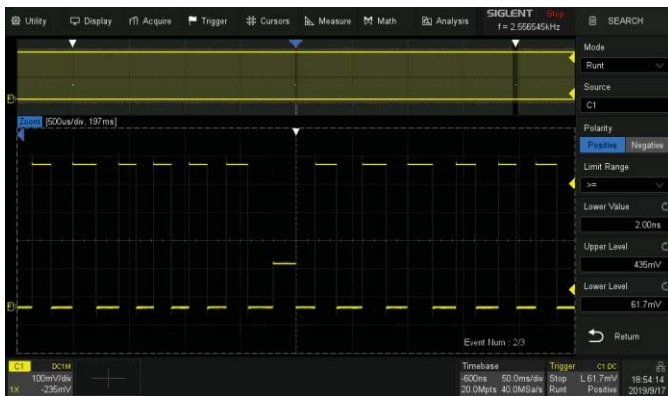 Utility Display Acquire Trigger Cursors Measure Math Analysis
SIGLENT Stop
f = 2.556545kHz
SEARCH
Mode
Runt
Source
C1
Zoom [500us/div, 197ms]
Polarity
Positive Negative
Limit Range
>=
Lower Value
2.00ns
Upper Level
435mV
Lower Level
61.7mV
Return
Event Num : 2/3
C1 DC1M
100mV/div
1X -235mV
Timebase
-600ns 50.0ms/div
20.0Mpts 40.0MSa/s
Trigger C1 DC
Stop L 61.7mV
Runt Positive
18:54:14
2019/9/17